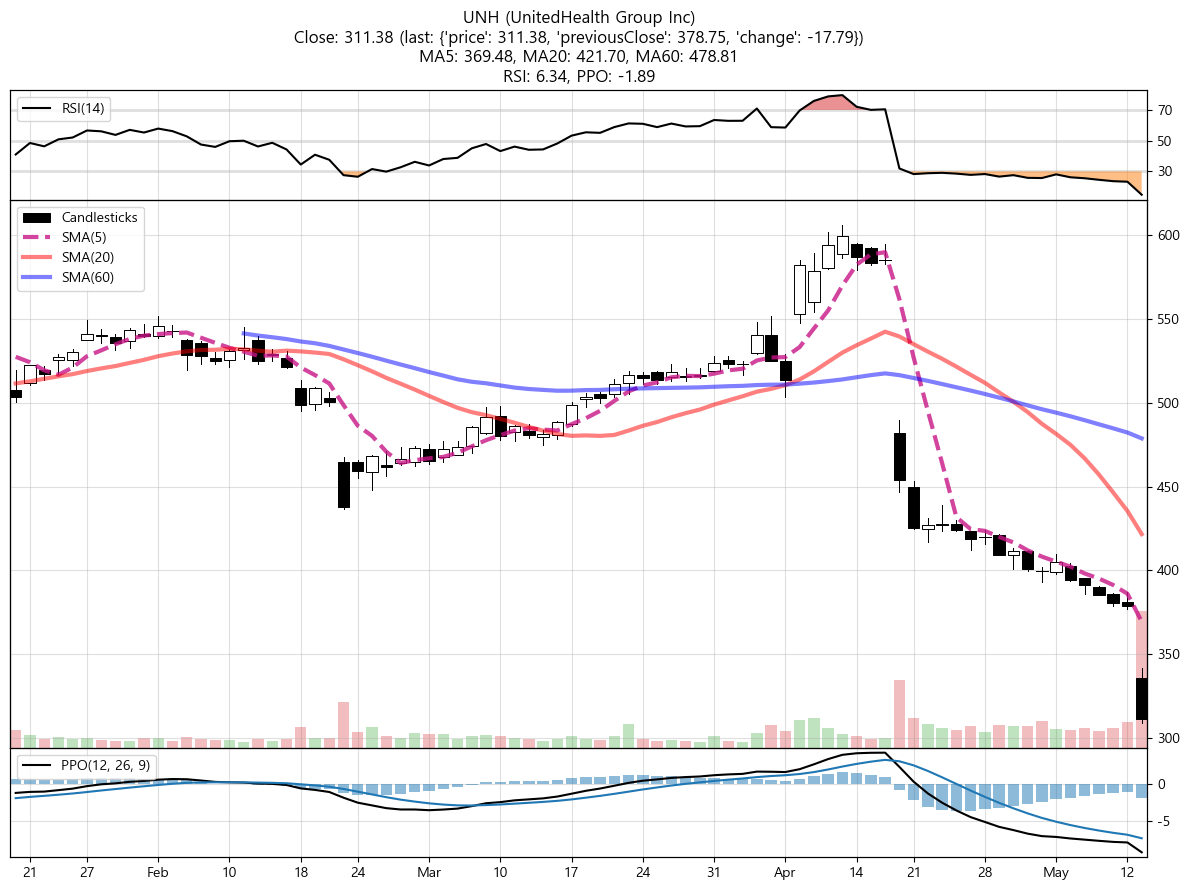 UNH (UnitedHealth Group Inc)
Close: 311.38 (last: {'price': 311.38, 'previousClose': 378.75, 'change': -17.79})
MA5: 369.48, MA20: 421.70, MA60: 478.81
RSI: 6.34, PPO: -1.89
RSI(14)
70
50
30
Candlesticks
SMA(5)
SMA(20)
SMA(60)
600
550
500
450
400
350
300
PPO(12, 26, 9)
0
-5
21 27 Feb 10 18 24 Mar 10 17 24 31 Apr 14 21 28 May 12